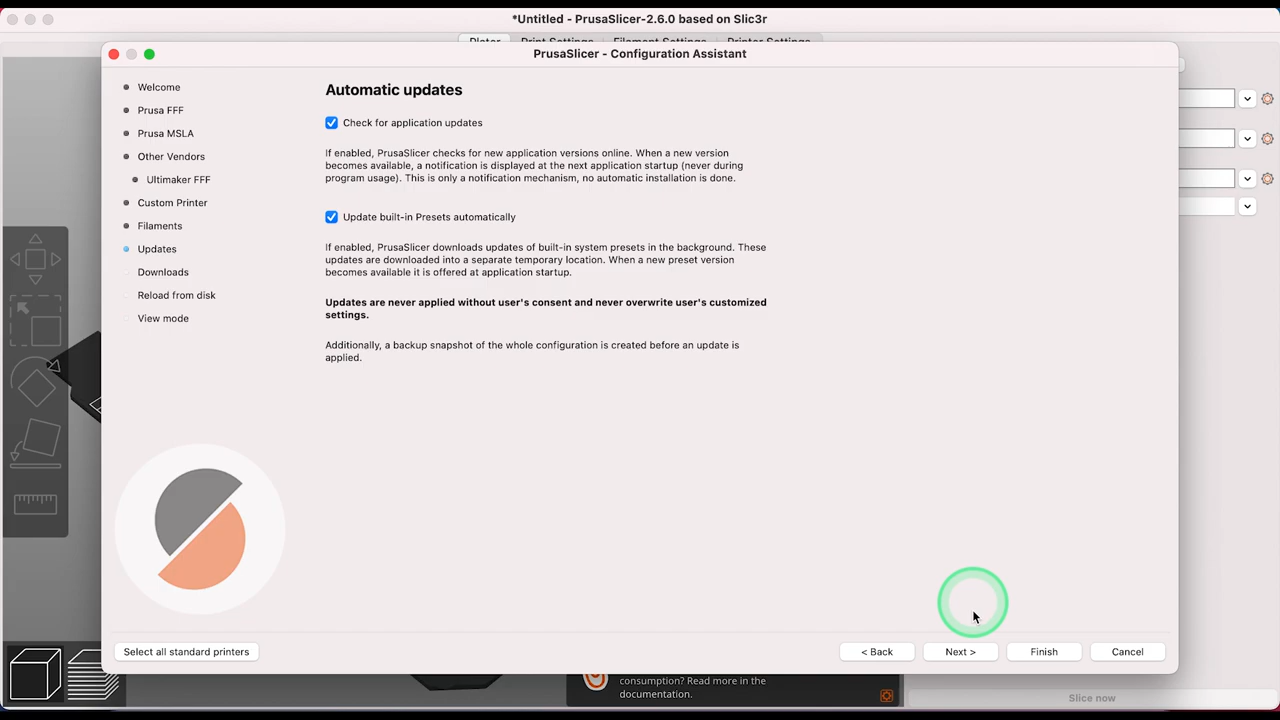 *Untitled - PrusaSlicer-2.6.0 based on Slic3r
Plater Print Settings Filament Settings Printer Settings
PrusaSlicer - Configuration Assistant
Welcome
Prusa FFF
Prusa MSLA
Other Vendors
Ultimaker FFF
Custom Printer
Filaments
Updates
Downloads
Reload from disk
View mode
Automatic updates
Check for application updates
If enabled, PrusaSlicer checks for new application versions online. When a new version
becomes available, a notification is displayed at the next application startup (never during
program usage). This is only a notification mechanism, no automatic installation is done.
Update built-in Presets automatically
If enabled, PrusaSlicer downloads updates of built-in system presets in the background. These
updates are downloaded into a separate temporary location. When a new preset version
becomes available it is offered at application startup.
Updates are never applied without user's consent and never overwrite user's customized
settings.
Additionally, a backup snapshot of the whole configuration is created before an update is
applied.
Select all standard printers
< Back
Next >
Finish
Cancel
consumption? Read more in the
documentation.
Slice now